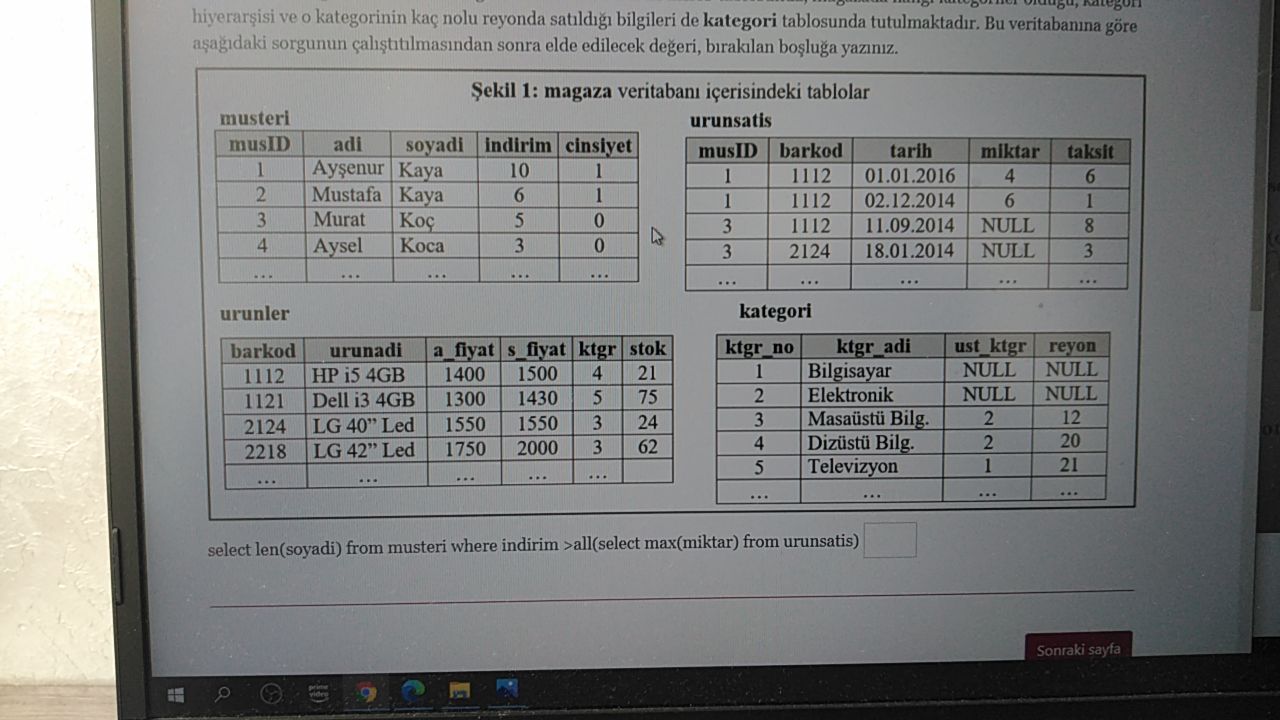 hiyerarşisi ve o kategorinin kaç nolu reyonda satıldığı bilgileri de kategori tablosunda tutulmaktadır. Bu veritabanına göre
aşağıdaki sorgunun çalıştıtılmasından sonra elde edilecek değeri, bırakılan boşluğa yazınız.
Şekil 1: magaza veritabanı içerisindeki tablolar
musteri
musID adi soyadi indirim cinsiyet
1 Ayşenur Kaya 10 1
2 Mustafa Kaya 6 1
3 Murat Koç 5 0
4 Aysel Koca 3 0
... ... ... ... ...
urunsatis
musID barkod tarih miktar taksit
1 1112 01.01.2016 4 6
1 1112 02.12.2014 6 1
3 1112 11.09.2014 NULL 8
3 2124 18.01.2014 NULL 3
... ... ... ... ...
urunler
barkod urunadi a_fiyat s_fiyat ktgr stok
1112 HP i5 4GB 1400 1500 4 21
1121 Dell i3 4GB 1300 1430 5 75
2124 LG 40” Led 1550 1550 3 24
2218 LG 42” Led 1750 2000 3 62
... ... ... ... ...
kategori
ktgr_no ktgr_adi ust_ktgr reyon
1 Bilgisayar NULL NULL
2 Elektronik NULL NULL
3 Masaüstü Bilg. 2 12
4 Dizüstü Bilg. 2 20
5 Televizyon 1 21
... ... ... ...
select len(soyadi) from musteri where indirim >all(select max(miktar) from urunsatis)
Sonraki sayfa
prime
video